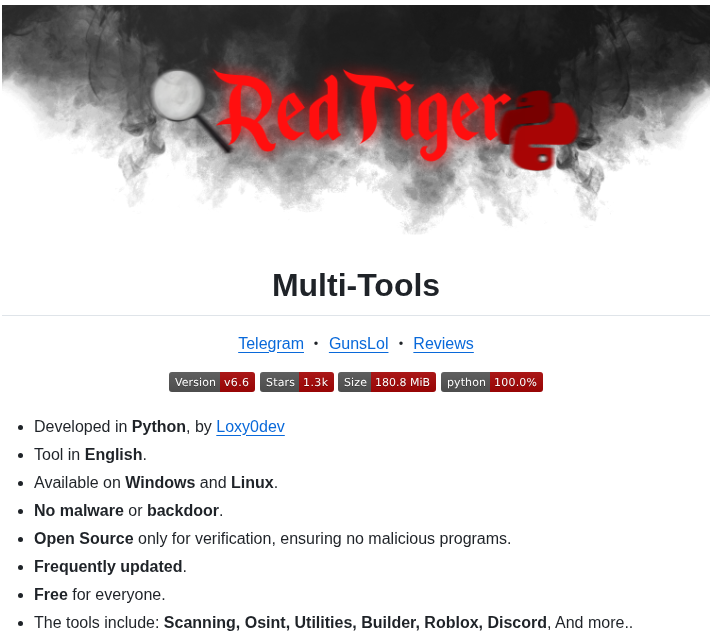 RedTiger
Multi-Tools
Telegram • GunsLol • Reviews
Version v6.6 Stars 1.3k Size 180.8 MiB python 100.0%
• Developed in Python, by Loxy0dev
• Tool in English.
• Available on Windows and Linux.
• No malware or backdoor.
• Open Source only for verification, ensuring no malicious programs.
• Frequently updated.
• Free for everyone.
• The tools include: Scanning, Osint, Utilities, Builder, Roblox, Discord, And more..